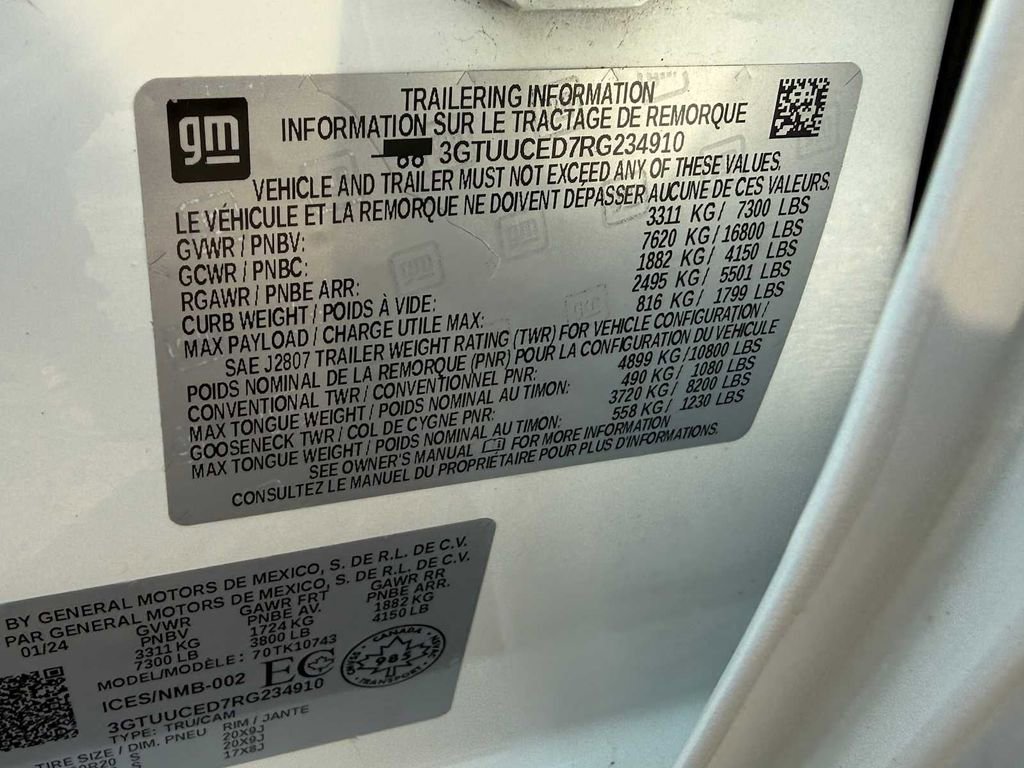 gm
TRAILERING INFORMATION
INFORMATION SUR LE TRACTAGE DE REMORQUE
3GTUUCED7RG234910
VEHICLE AND TRAILER MUST NOT EXCEED ANY OF THESE VALUES.
LE VÉHICULE ET LA REMORQUE NE DOIVENT DÉPASSER AUCUNE DE CES VALEURS.
GVWR / PNBV: 3311 KG/ 7300 LBS
GCWR / PNBC: 7620 KG/ 16800 LBS
RGAWR / PNBE ARR: 1882 KG/ 4150 LBS
CURB WEIGHT / POIDS À VIDE: 2495 KG/ 5501 LBS
MAX PAYLOAD / CHARGE UTILE MAX: 816 KG/ 1799 LBS
SAE J2807 TRAILER WEIGHT RATING (TWR) FOR VEHICLE CONFIGURATION /
POIDS NOMINAL DE LA REMORQUE (PNR) POUR LA CONFIGURATION DU VÉHICULE
CONVENTIONAL TWR / CONVENTIONNEL PNR: 4899 KG/10800 LBS
MAX TONGUE WEIGHT / POIDS NOMINAL AU TIMON: 490 KG/ 1080 LBS
GOOSENECK TWR / COL DE CYGNE PNR: 3720 KG/ 8200 LBS
MAX TONGUE WEIGHT / POIDS NOMINAL AU TIMON: 558 KG/ 1230 LBS
SEE OWNER'S MANUAL FOR MORE INFORMATION
CONSULTEZ LE MANUEL DU PROPRIÉTAIRE POUR PLUS D'INFORMATIONS.
BY GENERAL MOTORS DE MEXICO, S. DE R.L. DE C.V.
PAR GENERAL MOTORS DE MEXICO, S. DE R.L. DE C.V.
01/24 GVWR GAWR FRT GAWR RR
PNBV PNBE AV. PNBE ARR.
3311 KG 1724 KG 1882 KG
7300 LB 3800 LB 4150 LB
MODEL/MODÈLE: 70TK10743
ICES/NMB-002 EC
CANADA
983
TRANSPORT
3GTUUCED7RG234910
TYPE: TRU/CAM
TIRE SIZE / DIM. PNEU RIM / JANTE
20X9J
20X9J
S 17X8J